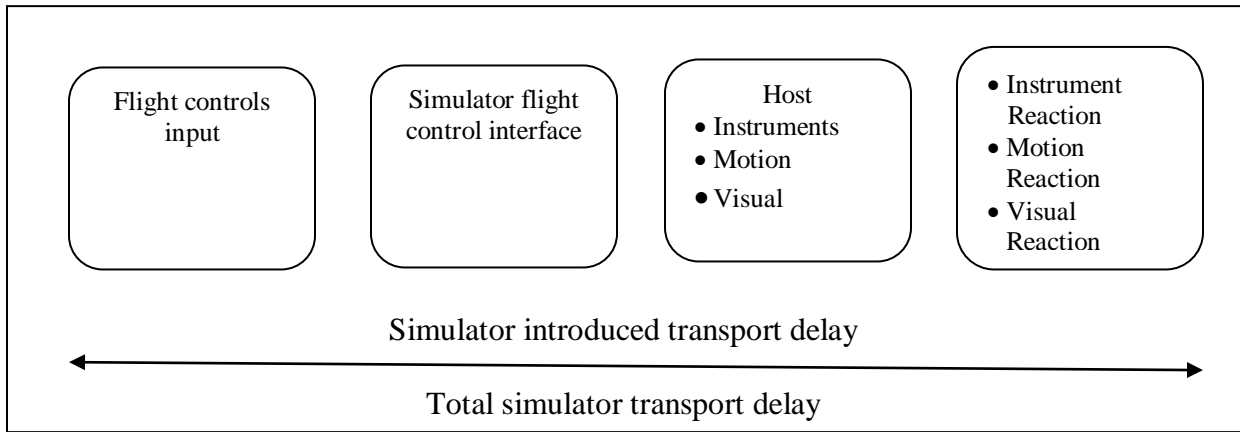 Flight controls
input
Simulator flight
control interface
Host
• Instruments
• Motion
• Visual
• Instrument
Reaction
• Motion
Reaction
• Visual
Reaction
Simulator introduced transport delay
Total simulator transport delay